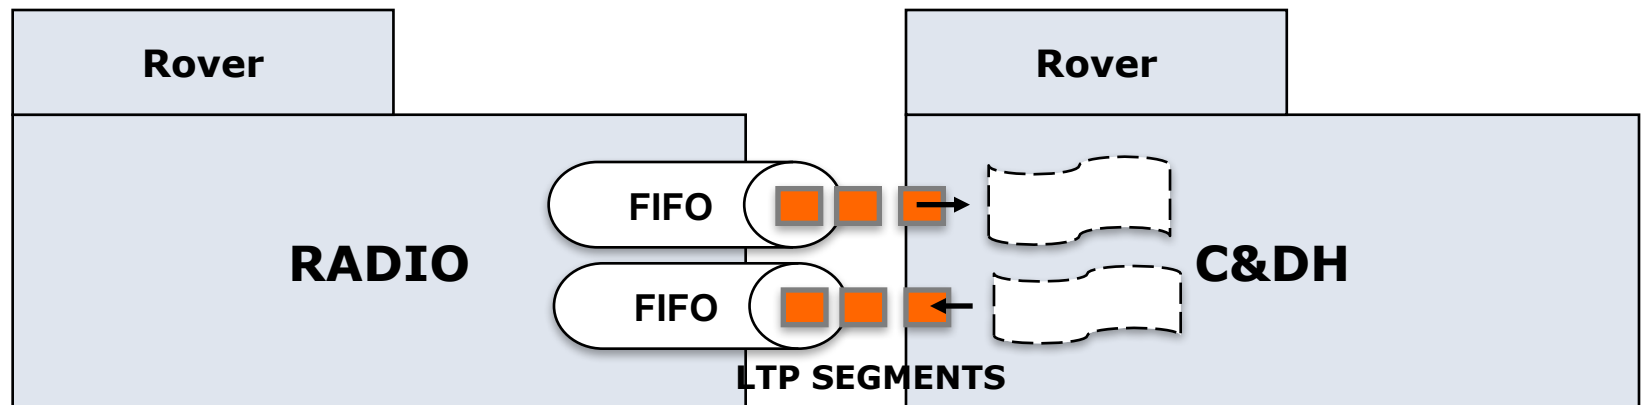 Rover
Rover
FIFO
RADIO
C&DH
FIFO
LTP SEGMENTS